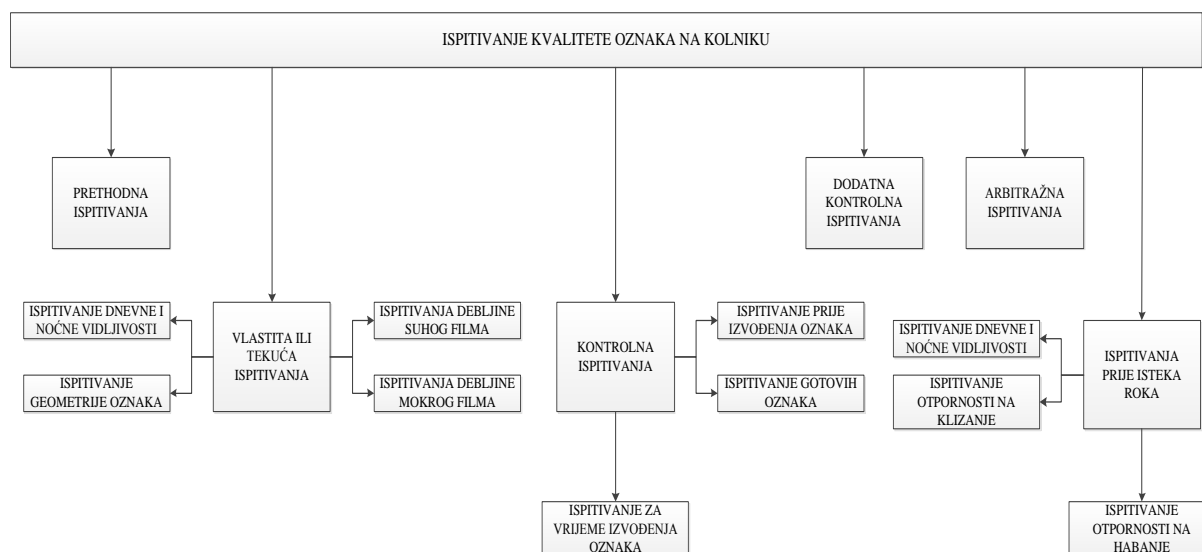 ISPITIVANJE KVALITETE OZNAKA NA KOLNIKU
PRETHODNA
ISPITIVANJA
DODATNA
KONTROLNA
ISPITIVANJA
ARBITRAŽNA
ISPITIVANJA
ISPITIVANJE DNEVNE I
NOĆNE VIDLJIVOSTI
ISPITIVANJE
GEOMETRIJE OZNAKA
VLASTITA ILI
TEKUĆA
ISPITIVANJA
ISPITIVANJA DEBLJINE
SUHOG FILMA
ISPITIVANJA DEBLJINE
MOKROG FILMA
KONTROLNA
ISPITIVANJA
ISPITIVANJE PRIJE
IZVOĐENJA OZNAKA
ISPITIVANJE GOTOVIH
OZNAKA
ISPITIVANJE DNEVNE I
NOĆNE VIDLJIVOSTI
ISPITIVANJE
OTPORNOSTI NA
KLIZANJE
ISPITIVANJA
PRIJE ISTEKA
ROKA
ISPITIVANJE ZA
VRIJEME IZVOĐENJA
OZNAKA
ISPITIVANJE
OTPORNOSTI NA
HABANJE